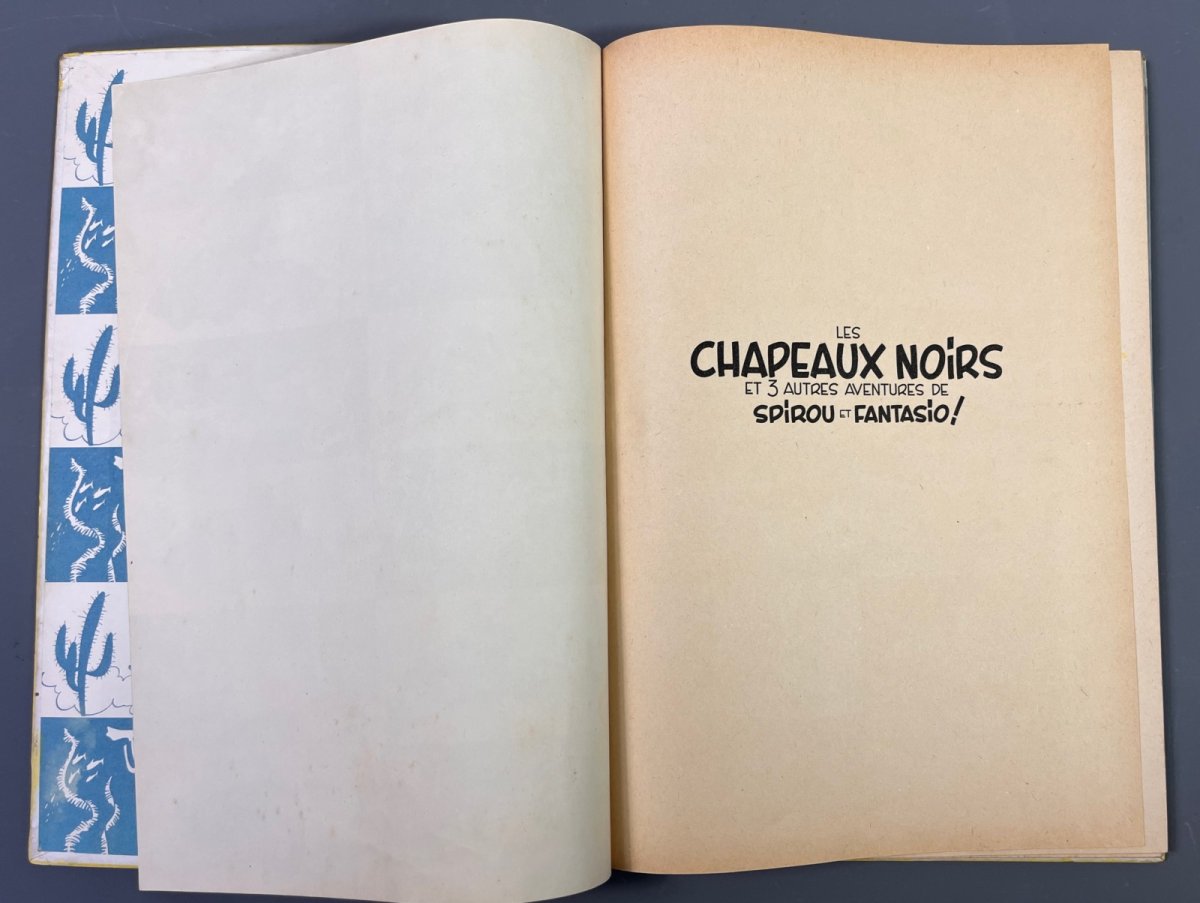 LES
CHAPEAUX NOiRS
ET 3 AUTRES AVENTURES DE
SPiROU ET FANTASiO!